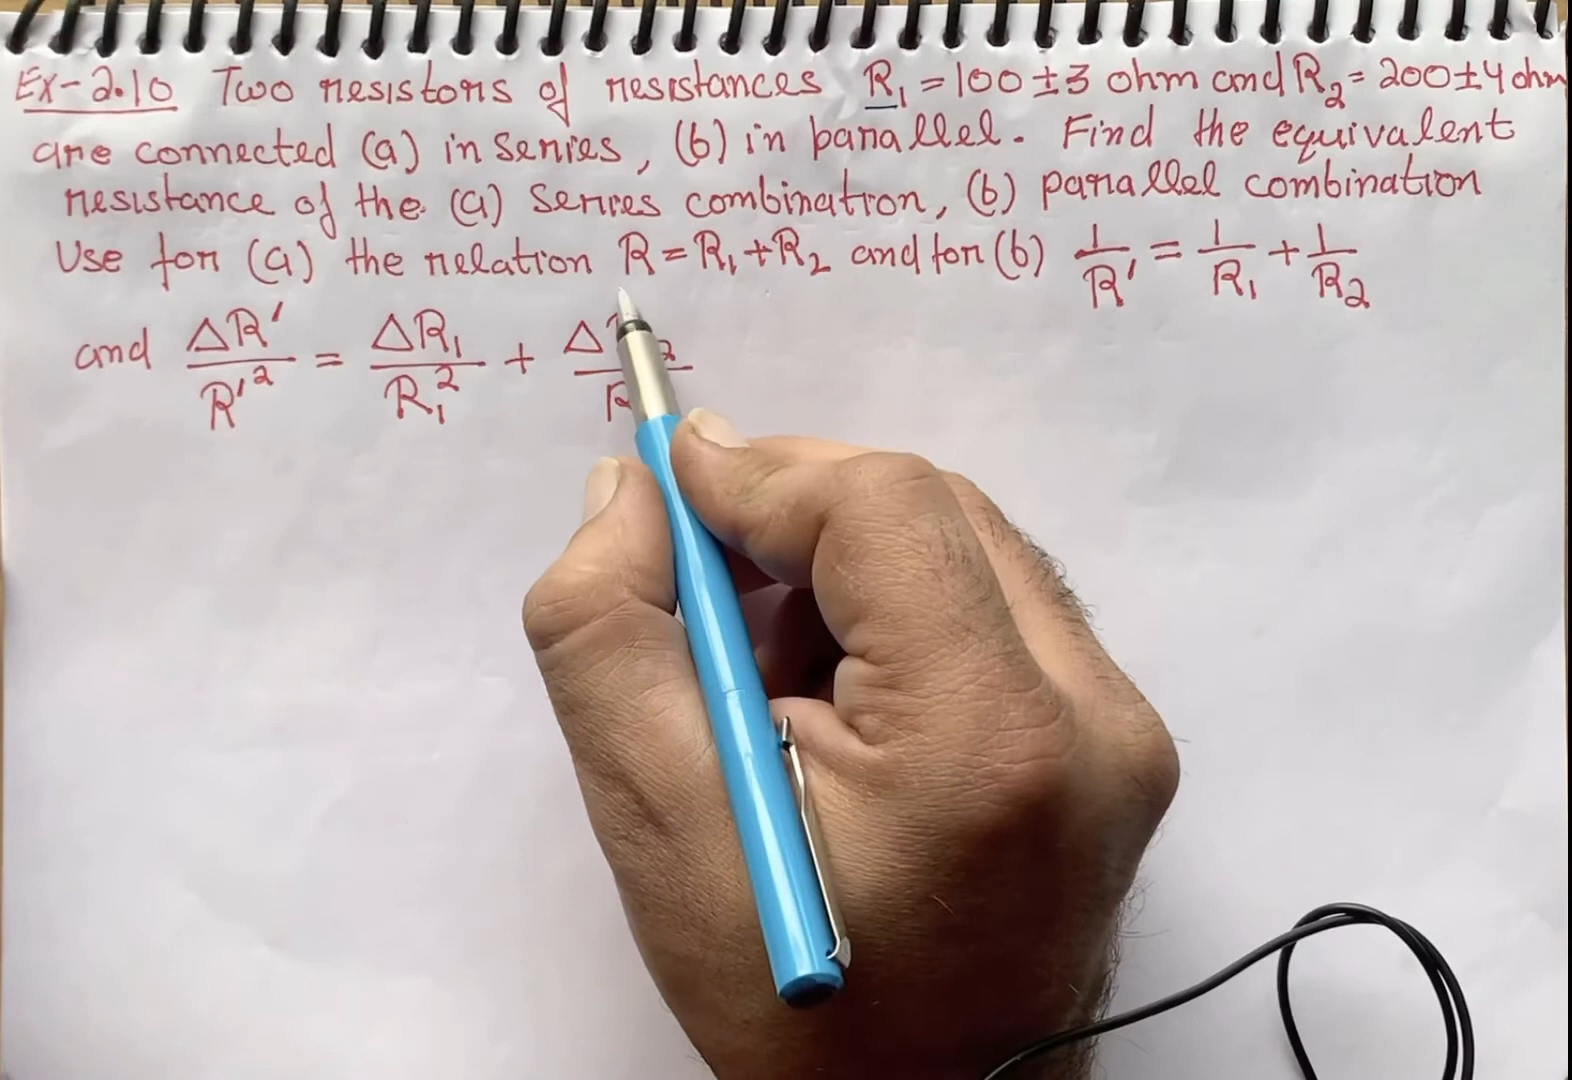 Ex-2.10 Two resistors of resistances R₁ = 100 ± 3 ohm and R₂ = 200 ± 4 ohm
are connected (a) in series, (b) in parallel. Find the equivalent
resistance of the (a) series combination, (b) parallel combination
Use for (a) the relation R = R₁ + R₂ and for (b) 1/R' = 1/R₁ + 1/R₂
and ΔR'/R'² = ΔR₁/R₁² +